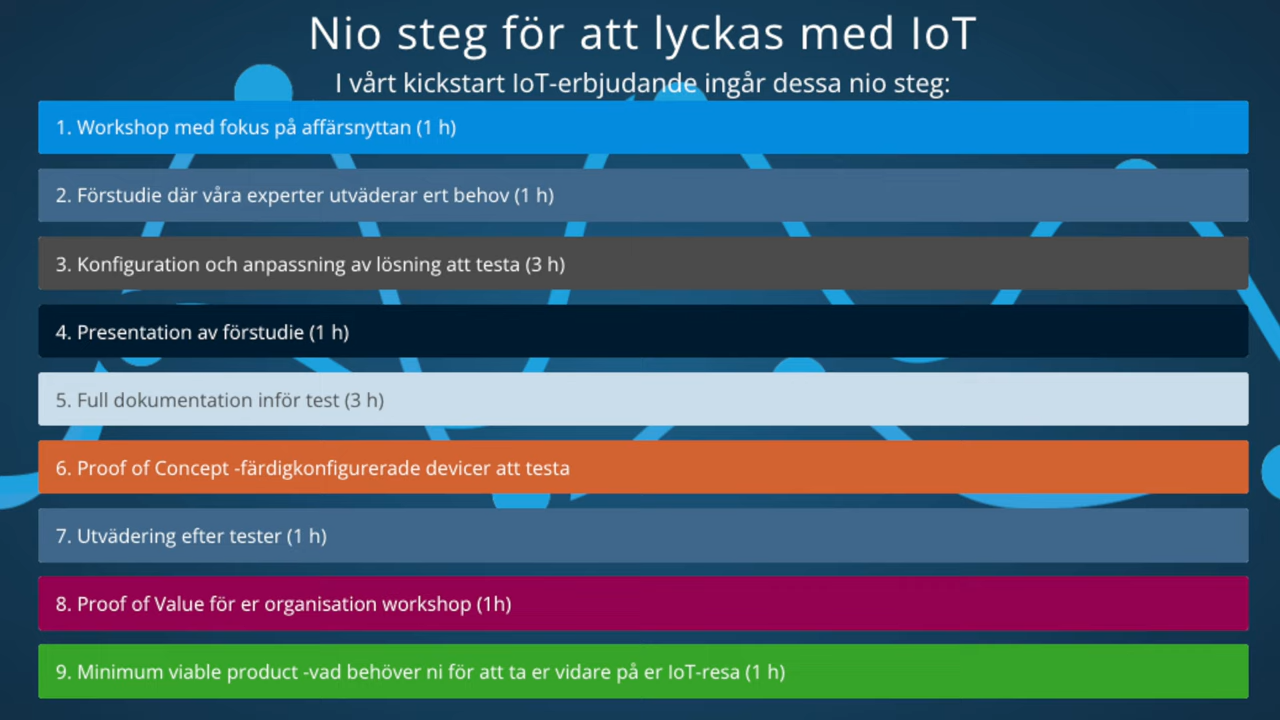 Nio steg för att lyckas med IoT
I vårt kickstart IoT-erbjudande ingår dessa nio steg:
1. Workshop med fokus på affärsnyttan (1 h)
2. Förstudie där våra experter utväderar ert behov (1 h)
3. Konfiguration och anpassning av lösning att testa (3 h)
4. Presentation av förstudie (1 h)
5. Full dokumentation inför test (3 h)
6. Proof of Concept -färdigkonfigurerade devicer att testa
7. Utvädering efter tester (1 h)
8. Proof of Value för er organisation workshop (1h)
9. Minimum viable product -vad behöver ni för att ta er vidare på er IoT-resa (1 h)